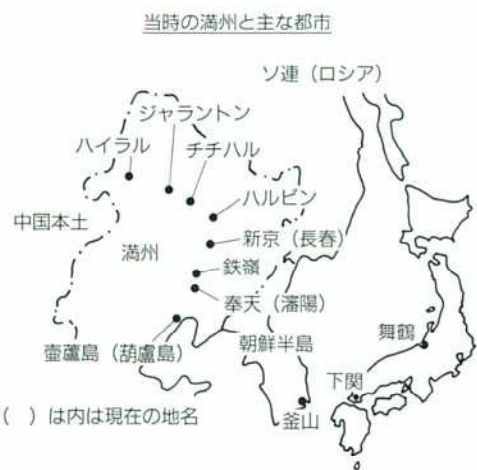 当時の満州と主な都市
ソ連（ロシア）
ジャラントン
ハイラル
チチハル
ハルビン
中国本土
新京（長春）
満州
鉄嶺
奉天（瀋陽）
壺蘆島（葫盧島）
朝鮮半島
舞鶴
下関
釜山
（　）は内は現在の地名